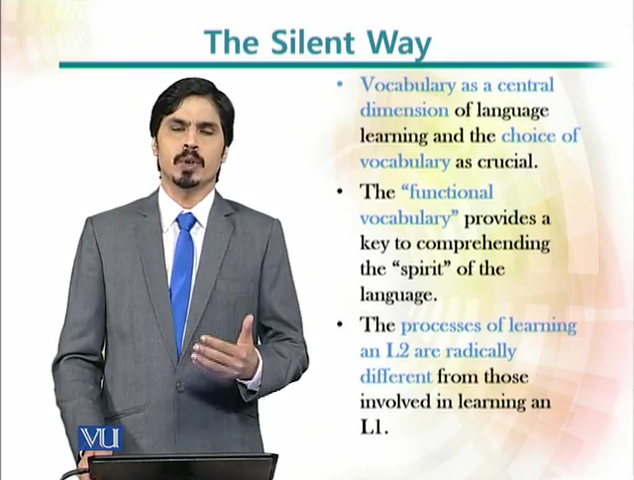 The Silent Way
• Vocabulary as a central
dimension of language
learning and the choice of
vocabulary as crucial.
• The “functional
vocabulary” provides a
key to comprehending
the “spirit” of the
language.
• The processes of learning
an L2 are radically
different from those
involved in learning an
L1.
VU